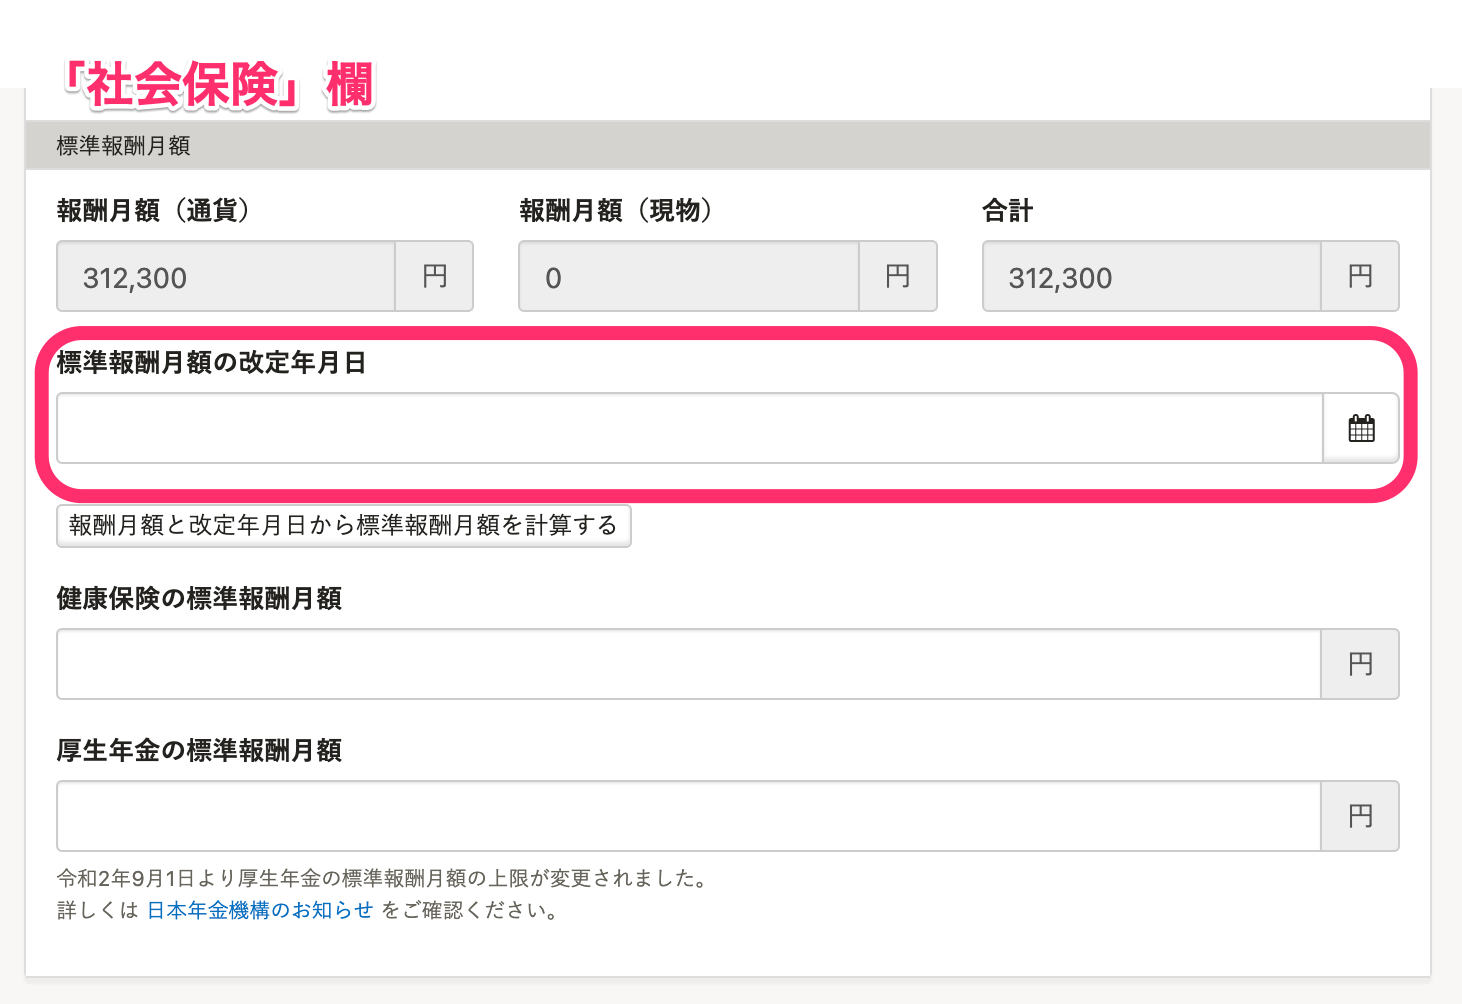 「社会保険」欄
標準報酬月額
報酬月額（通貨） 報酬月額（現物） 合計
312,300 円 0 円 312,300 円
標準報酬月額の改定年月日
報酬月額と改定年月日から標準報酬月額を計算する
健康保険の標準報酬月額
円
厚生年金の標準報酬月額
円
令和2年9月1日より厚生年金の標準報酬月額の上限が変更されました。
詳しくは 日本年金機構のお知らせ をご確認ください。